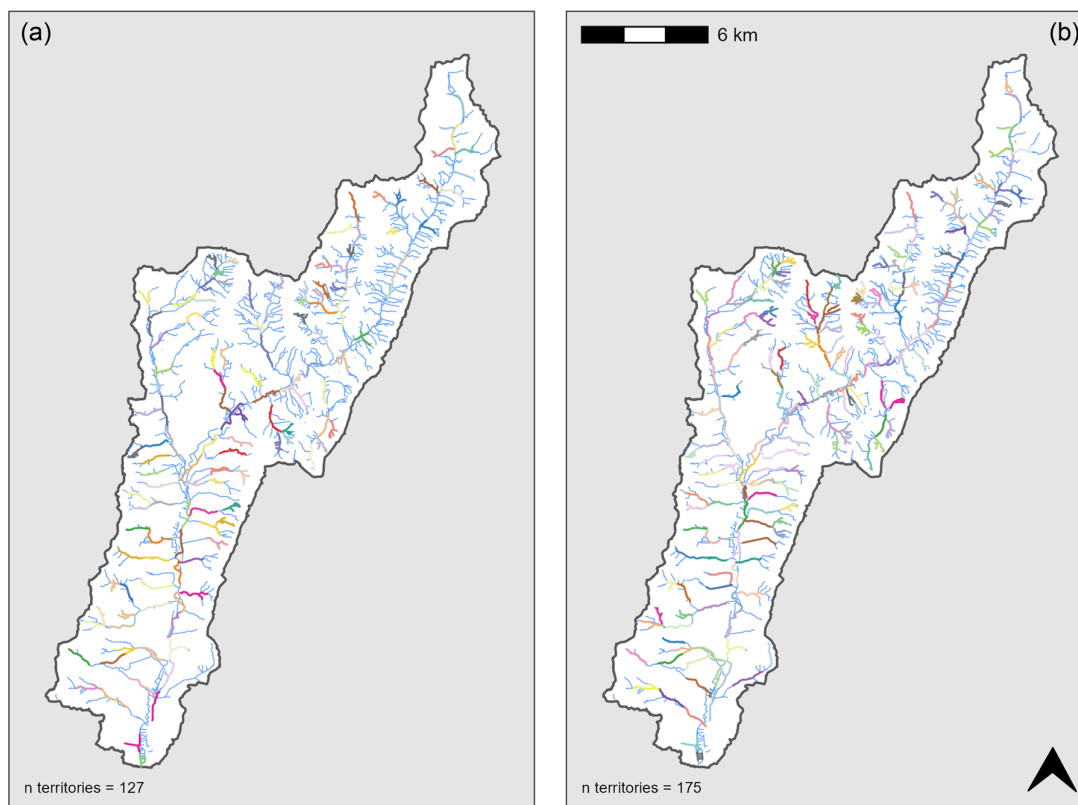 (a)
n territories = 127
6 km
(b)
n territories = 175